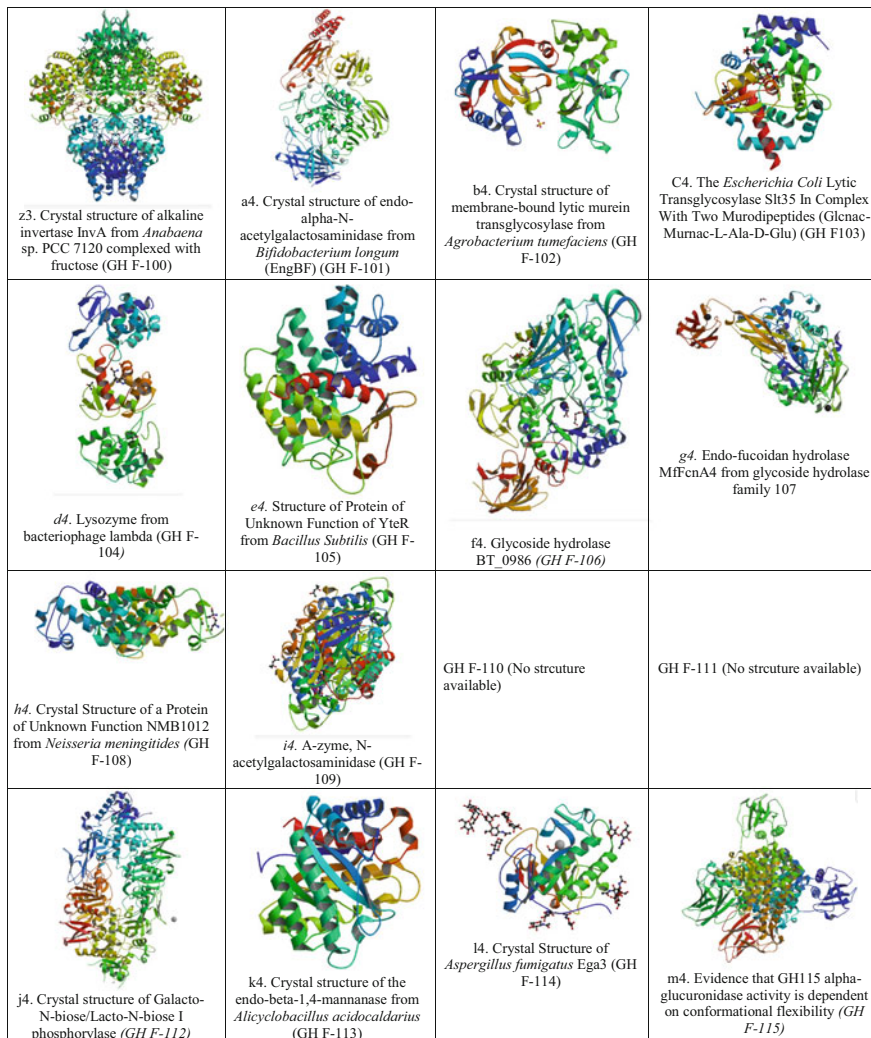 z3. Crystal structure of alkaline
invertase InvA from Anabaena
sp. PCC 7120 complexed with
fructose (GH F-100)
a4. Crystal structure of endo-
alpha-N-
acetylgalactosaminidase from
Bifidobacterium longum
(EngBF) (GH F-101)
b4. Crystal structure of
membrane-bound lytic murein
transglycosylase from
Agrobacterium tumefaciens (GH
F-102)
C4. The Escherichia Coli Lytic
Transglycosylase Slt35 In Complex
With Two Murodipeptides (Glcnac-
Murnac-L-Ala-D-Glu) (GH F103)
d4. Lysozyme from
bacteriophage lambda (GH F-
104)
e4. Structure of Protein of
Unknown Function of YteR
from Bacillus Subtilis (GH F-
105)
f4. Glycoside hydrolase
BT_0986 (GH F-106)
g4. Endo-fucoidan hydrolase
MfFcnA4 from glycoside hydrolase
family 107
h4. Crystal Structure of a Protein
of Unknown Function NMB1012
from Neisseria meningitides (GH
F-108)
i4. A-zyme, N-
acetylgalactosaminidase (GH F-
109)
GH F-110 (No strcuture
available)
GH F-111 (No strcuture available)
j4. Crystal structure of Galacto-
N-biose/Lacto-N-biose I
phosphorylase (GH F-112)
k4. Crystal structure of the
endo-beta-1,4-mannanase from
Alicyclobacillus acidocaldarius
(GH F-113)
l4. Crystal Structure of
Aspergillus fumigatus Ega3 (GH
F-114)
m4. Evidence that GH115 alpha-
glucuronidase activity is dependent
on conformational flexibility (GH
F-115)